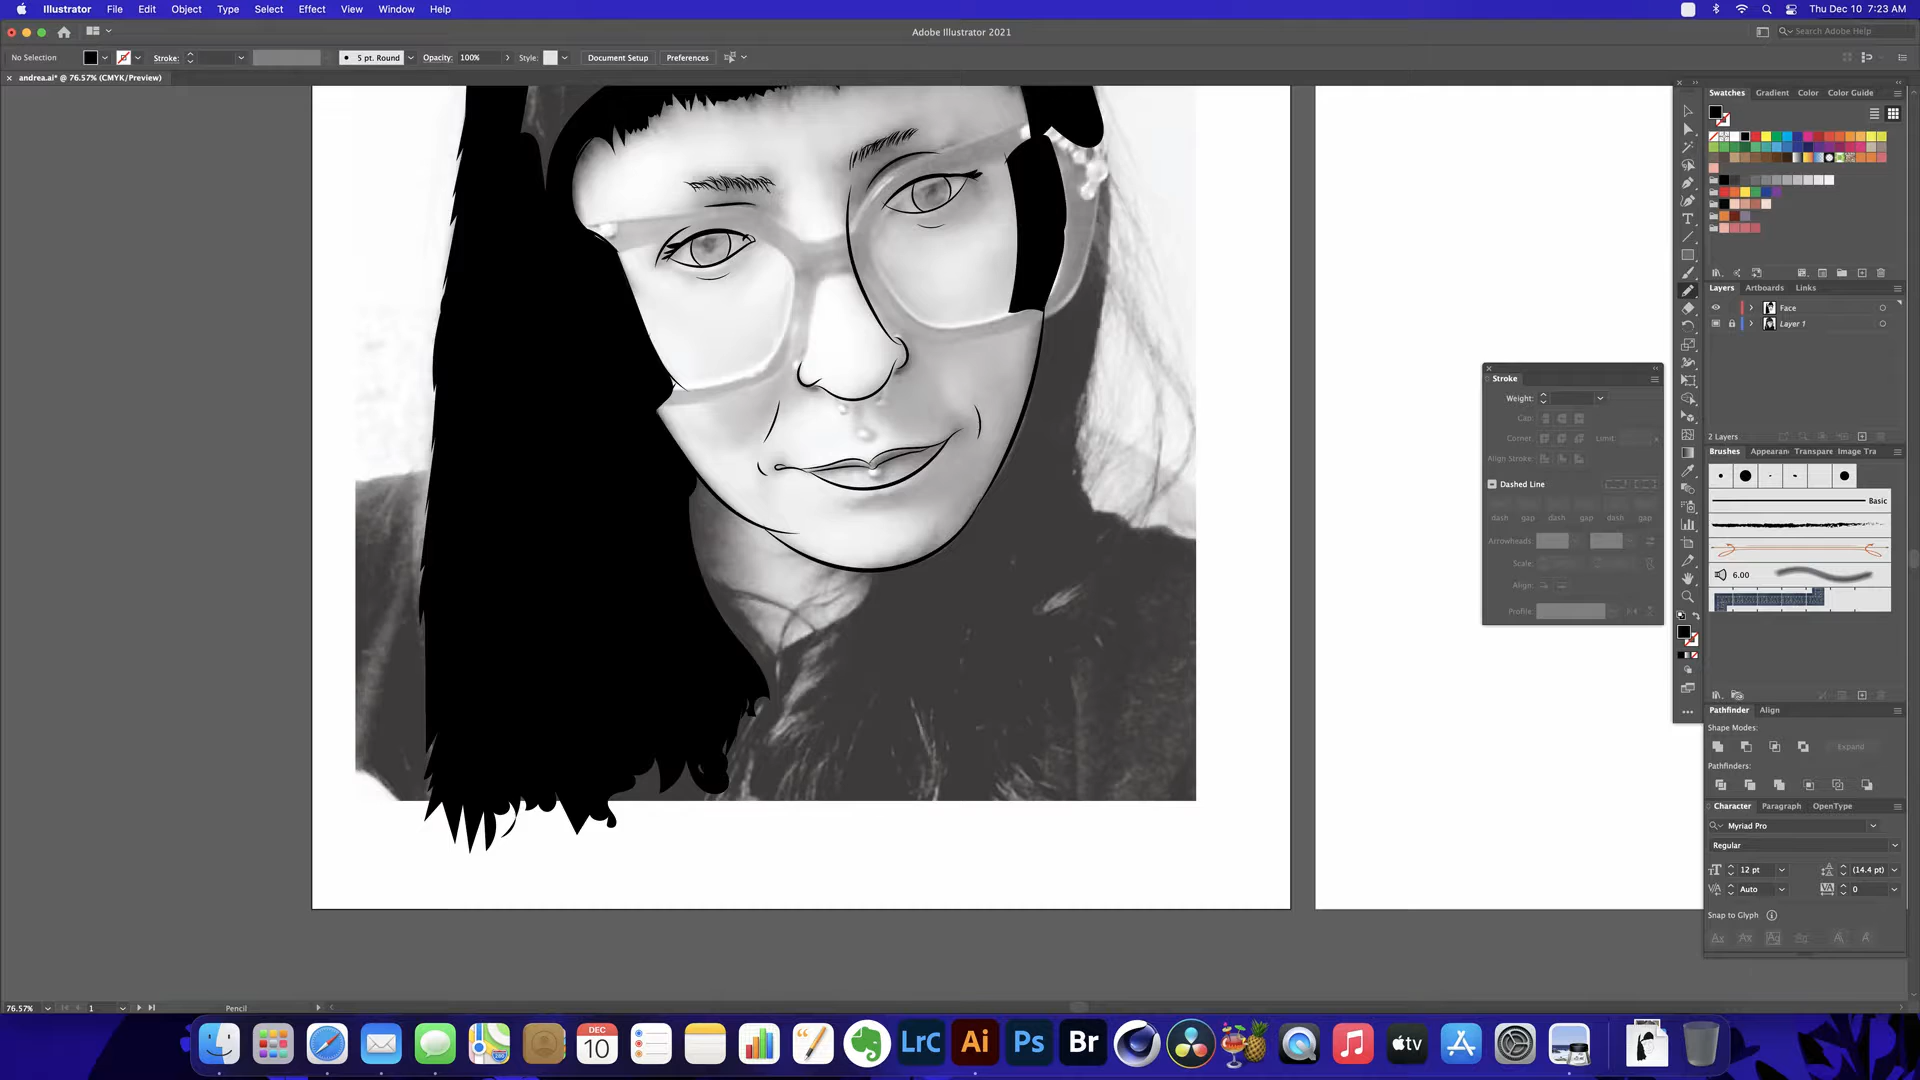 Illustrator File Edit Object Type Select Effect View Window Help Thu Dec 10 7:23 AM
Adobe Illustrator 2021 Search Adobe Help
No Selection Stroke: 5 pt. Round Opacity: 100% Style: Document Setup Preferences
andrea.ai* @ 76.57% (CMYK/Preview)
Swatches Gradient Color Color Guide
Layers Artboards Links
Face
Layer 1
Stroke
Weight:
Cap:
Corner: Limit:
Align Stroke:
Dashed Line
dash gap dash gap dash gap
Arrowheads:
Scale:
Align:
Profile:
2 Layers
Brushes Appearan Transpare Image Tra
Basic
6.00
Pathfinder Align
Shape Modes:
Expand
Pathfinders:
Character Paragraph OpenType
Myriad Pro
Regular
12 pt (14.4 pt)
Auto 0
Snap to Glyph
76.57% 1 Pencil
DEC
10
LrC Ai Ps Br tv